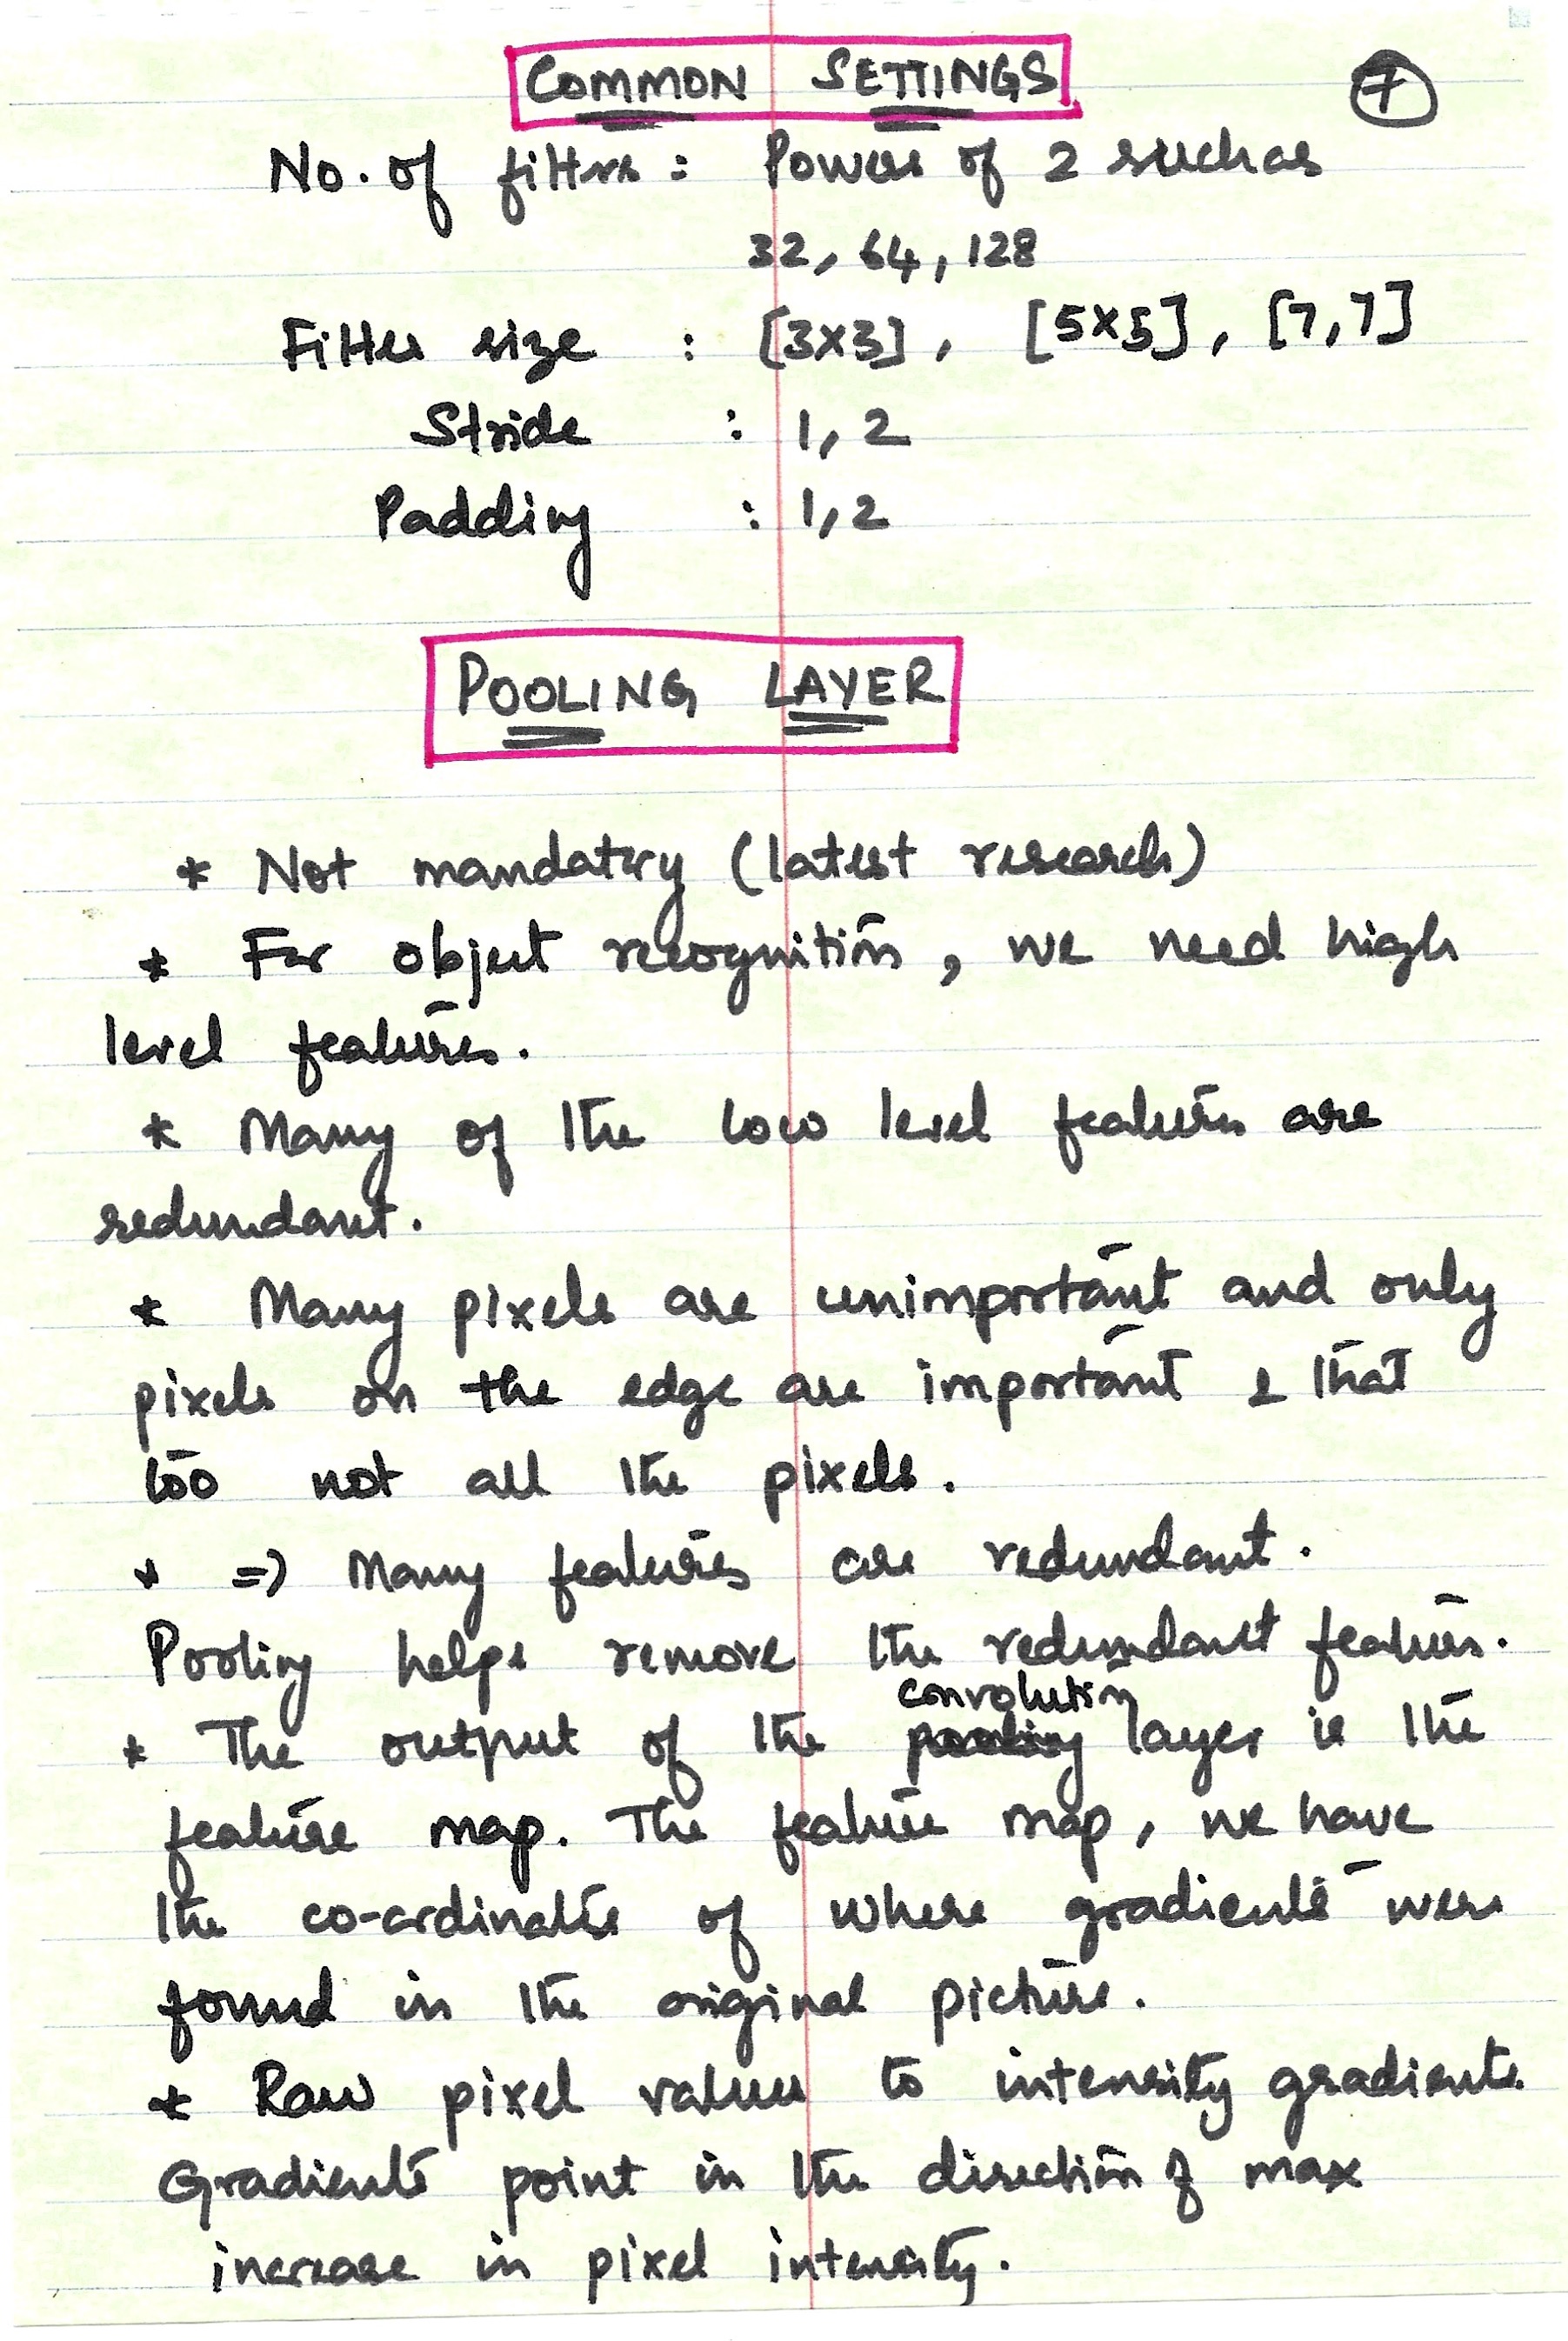 COMMON SETTINGS
7
No. of filters : Powers of 2 such as
32, 64, 128
Filter size : [3x3], [5x5], [7,7]
Stride : 1, 2
Padding : 1, 2
POOLING LAYER
* Not mandatory (latest research)
* For object recognition, we need high
level features.
* Many of the low level features are
redundant.
* Many pixels are unimportant and only
pixels on the edge are important & that
too not all the pixels.
* => Many features are redundant.
Pooling helps remove the redundant features.
convolution
* The output of the pooling layer is the
feature map. The feature map, we have
the co-ordinates of where gradients were
found in the original picture.
* Raw pixel values to intensity gradients
Gradients point in the direction of max
increase in pixel intensity.